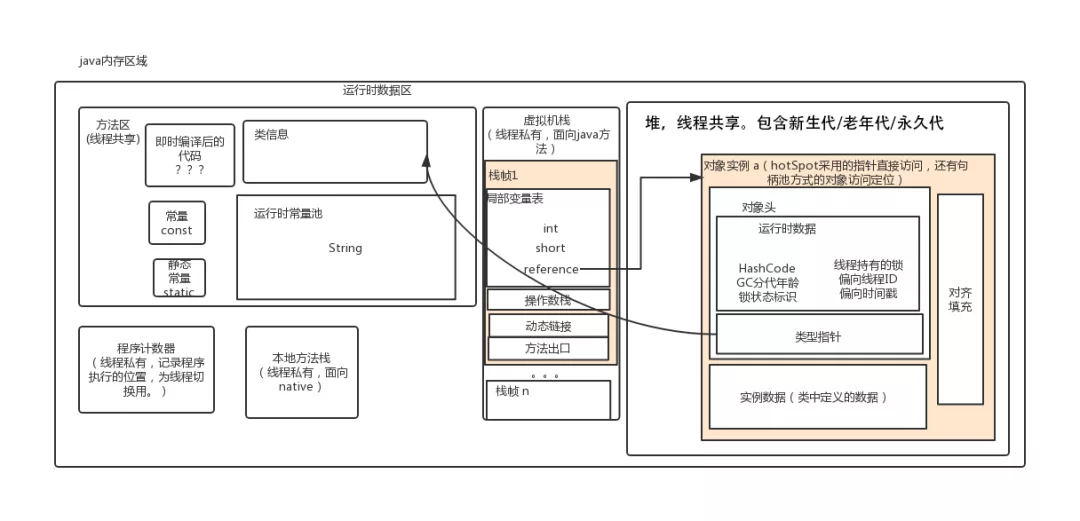 java内存区域
运行时数据区
方法区
(线程共享)
即时编译后的
代码
？？？
类信息
常量
const
静态
常量
static
运行时常量池
String
程序计数器
（线程私有，记录程序
执行的位置，为线程切
换用。）
本地方法栈
（线程私有，面向
native）
虚拟机栈
（线程私有，面向java方
法）
栈帧1
局部变量表
int
short
reference
操作数栈
动态链接
方法出口
。。。
栈帧 n
堆，线程共享。包含新生代/老年代/永久代
对象实例 a（hotSpot采用的指针直接访问，还有句
柄池方式的对象访问定位）
对象头
运行时数据
HashCode
GC分代年龄
锁状态标识
线程持有的锁
偏向线程ID
偏向时间戳
类型指针
实例数据（类中定义的数据）
对齐
填充